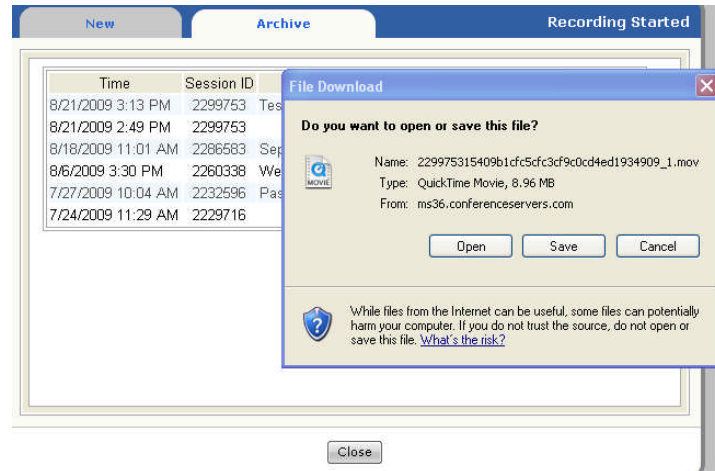 New Archive Recording Started
Time Session ID
8/21/2009 3:13 PM 2299753 Tes
8/21/2009 2:49 PM 2299753
8/18/2009 11:01 AM 2286583 Sep
8/6/2009 3:30 PM 2260338 We
7/27/2009 10:04 AM 2232596 Pas
7/24/2009 11:29 AM 2229716
File Download
Do you want to open or save this file?
MOVIE
Name: 229975315409b1cfc5cfc3cf9c0cd4ed1934909_1.mov
Type: QuickTime Movie, 8.96 MB
From: ms36.conferenceservers.com
Open Save Cancel
While files from the Internet can be useful, some files can potentially
harm your computer. If you do not trust the source, do not open or
save this file. What's the risk?
Close